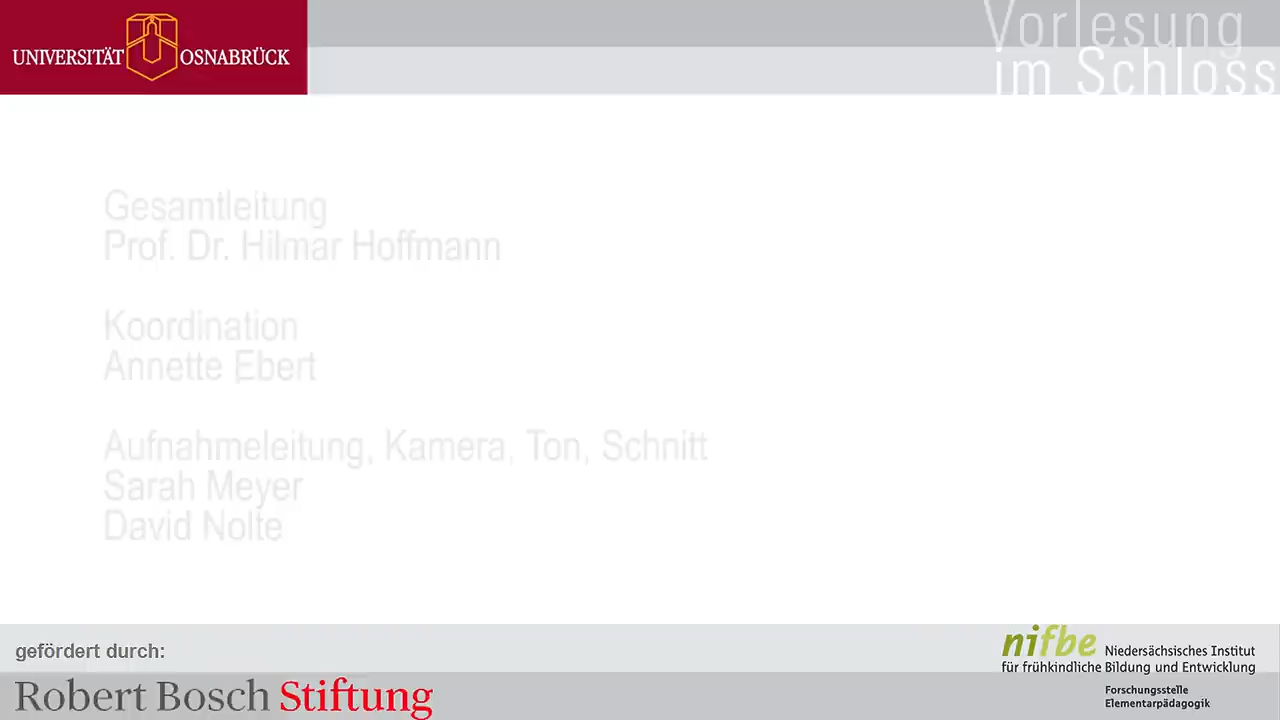 UNIVERSITÄT OSNABRÜCK
Vorlesung
im Schloss
Gesamtleitung
Prof. Dr. Hilmar Hoffmann
Koordination
Annette Ebert
Aufnahmeleitung, Kamera, Ton, Schnitt
Sarah Meyer
David Nolte
gefördert durch:
Robert Bosch Stiftung
nifbe Niedersächsisches Institut
für frühkindliche Bildung und Entwicklung
Forschungsstelle
Elementarpädagogik